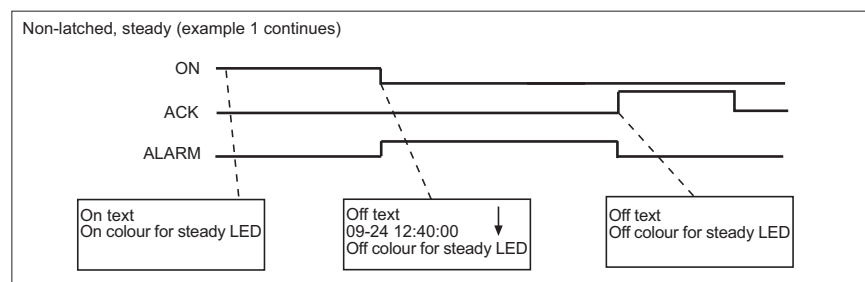 Non-latched, steady (example 1 continues)
ON
ACK
ALARM
On text
On colour for steady LED
Off text
09-24 12:40:00
Off colour for steady LED
Off text
Off colour for steady LED